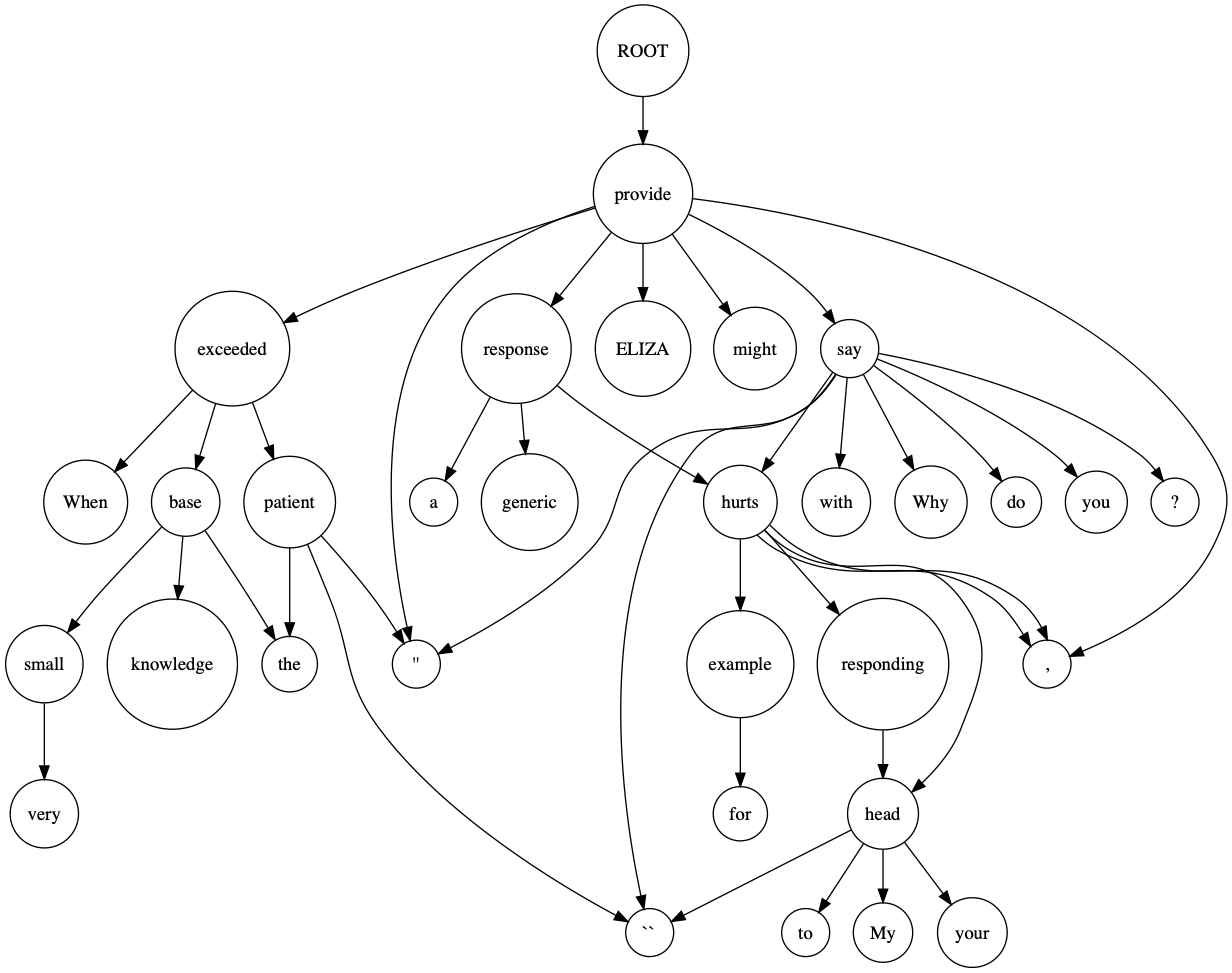 ROOT
provide
exceeded
response
ELIZA
might
say
When
base
patient
a
generic
hurts
with
Why
do
you
?
small
knowledge
the
"
example
responding
,
very
for
head
``
to
My
your